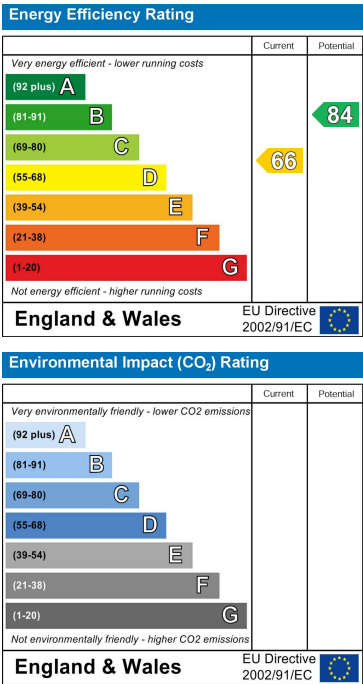 Energy Efficiency Rating
Current Potential
Very energy efficient - lower running costs
(92 plus) A
(81-91) B
84
(69-80) C
66
(55-68) D
(39-54) E
(21-38) F
(1-20) G
Not energy efficient - higher running costs
England & Wales
EU Directive
2002/91/EC
Environmental Impact (CO₂) Rating
Current Potential
Very environmentally friendly - lower CO2 emissions
(92 plus) A
(81-91) B
(69-80) C
(55-68) D
(39-54) E
(21-38) F
(1-20) G
Not environmentally friendly - higher CO2 emissions
England & Wales
EU Directive
2002/91/EC